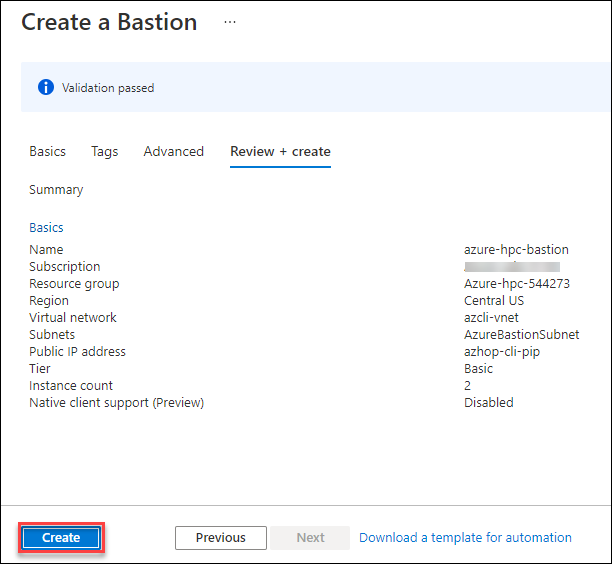 Create a Bastion ...
Validation passed
Basics Tags Advanced Review + create
Summary
Basics
Name azure-hpc-bastion
Subscription
Resource group Azure-hpc-544273
Region Central US
Virtual network azcli-vnet
Subnets AzureBastionSubnet
Public IP address azhop-cli-pip
Tier Basic
Instance count 2
Native client support (Preview) Disabled
Create Previous Next Download a template for automation